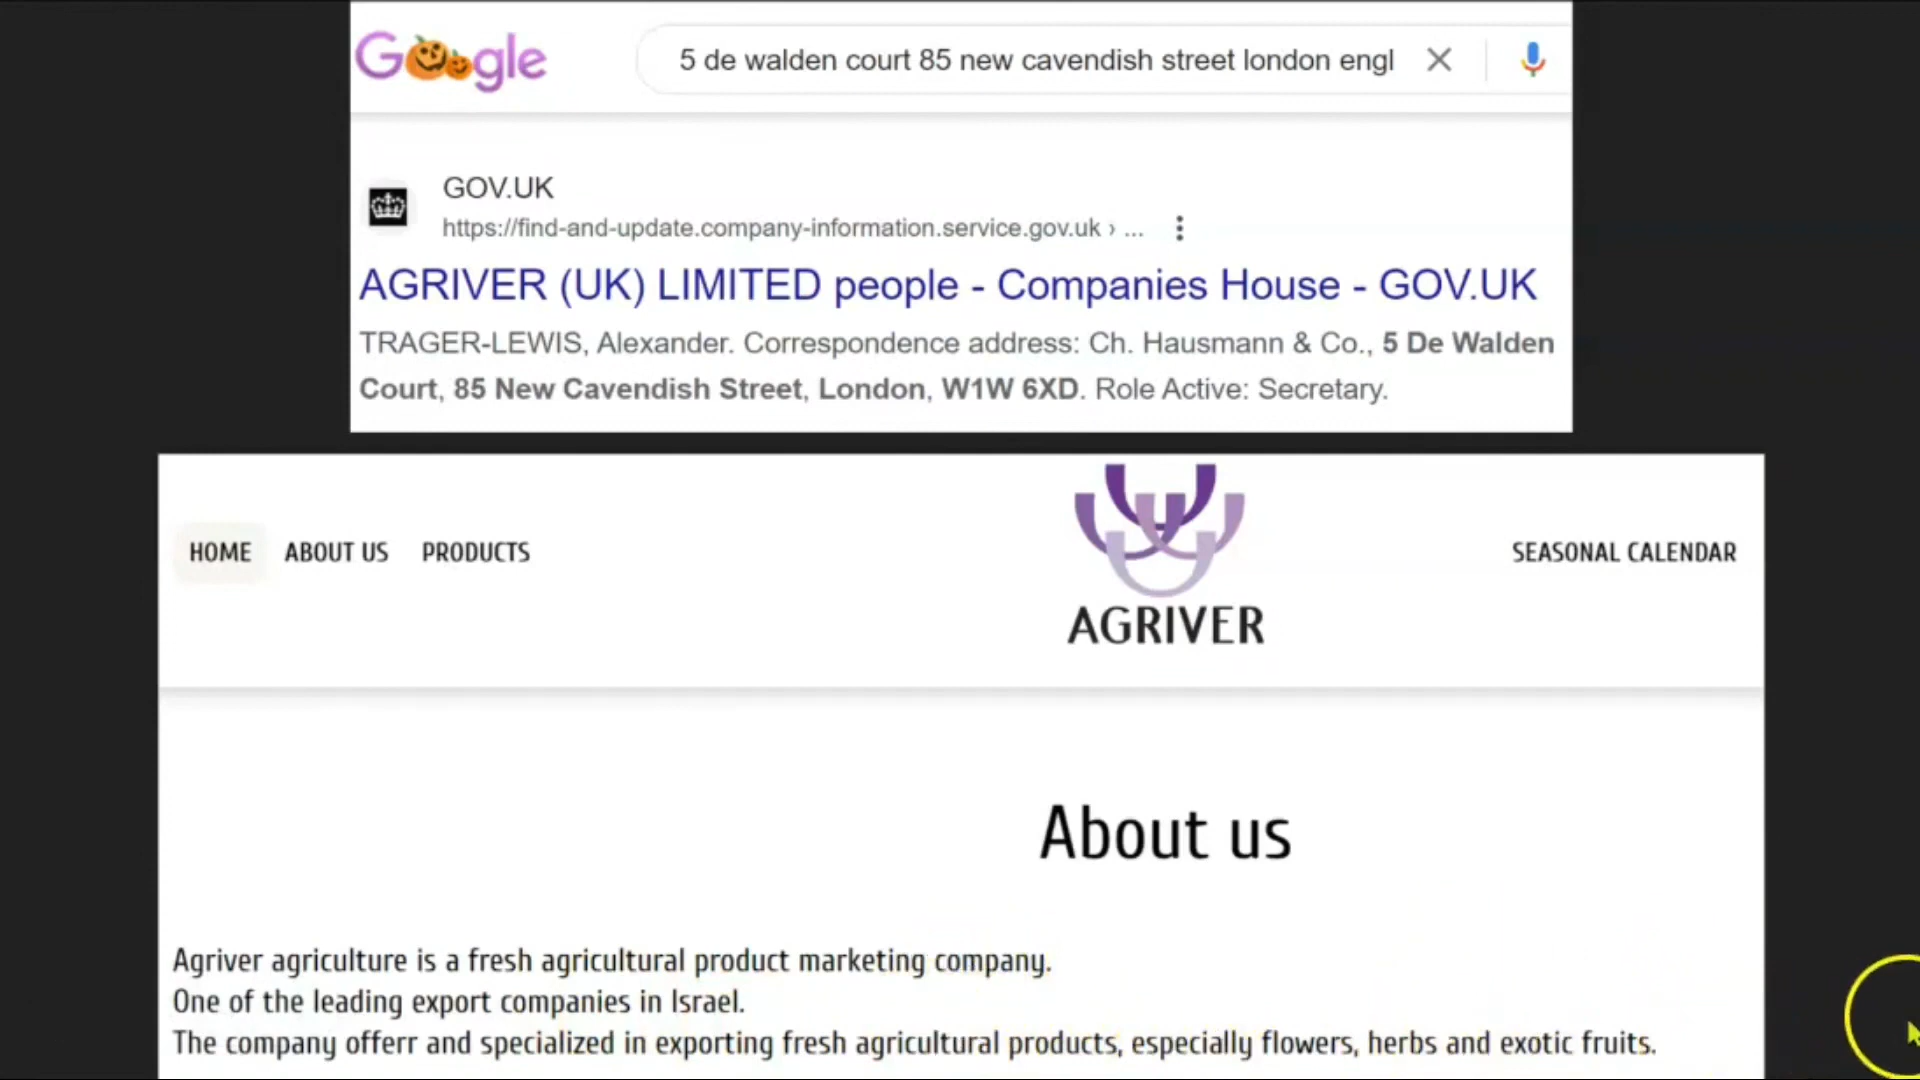 Google
5 de walden court 85 new cavendish street london engl
GOV.UK
https://find-and-update.company-information.service.gov.uk › ...
AGRIVER (UK) LIMITED people - Companies House - GOV.UK
TRAGER-LEWIS, Alexander. Correspondence address: Ch. Hausmann & Co., 5 De Walden
Court, 85 New Cavendish Street, London, W1W 6XD. Role Active: Secretary.
HOME ABOUT US PRODUCTS
AGRIVER
SEASONAL CALENDAR
About us
Agriver agriculture is a fresh agricultural product marketing company.
One of the leading export companies in Israel.
The company offerr and specialized in exporting fresh agricultural products, especially flowers, herbs and exotic fruits.